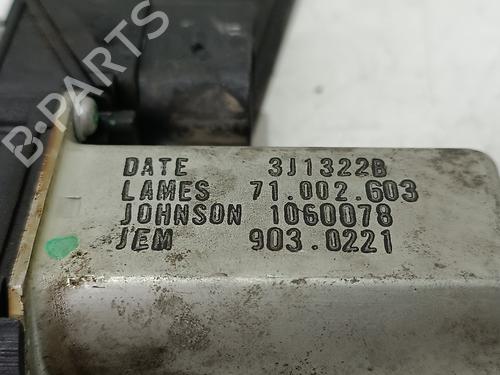 B-PARTS
DATE 3J1322B
LAMES 71.002.603
JOHNSON 1060078
JEM 903.0221